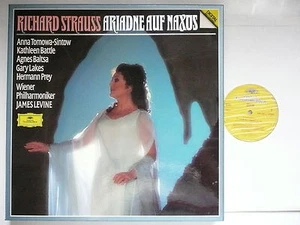 RICHARD STRAUSS ARIADNE AUF NAXOS
Anna Tomowa-Sintow
Kathleen Battle
Agnes Baltsa
Gary Lakes
Hermann Prey
Wiener
Philharmoniker
JAMES LEVINE